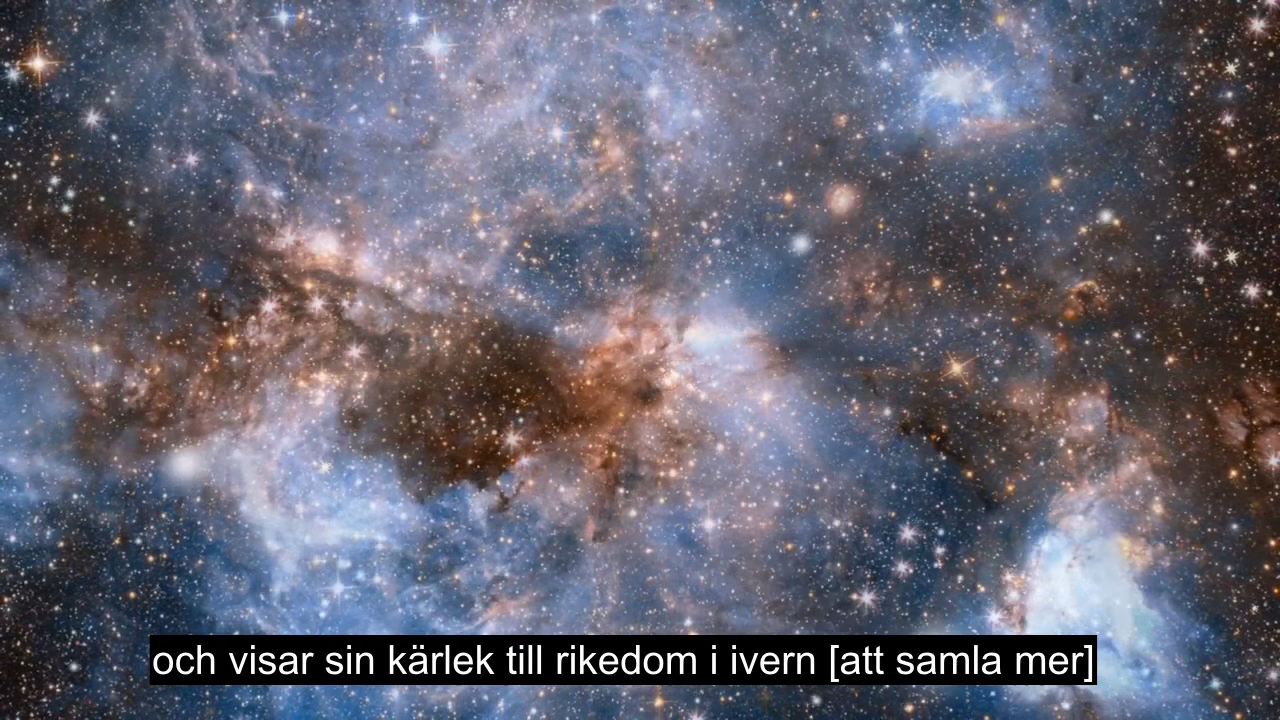 och visar sin kärlek till rikedom i ivern [att samla mer]